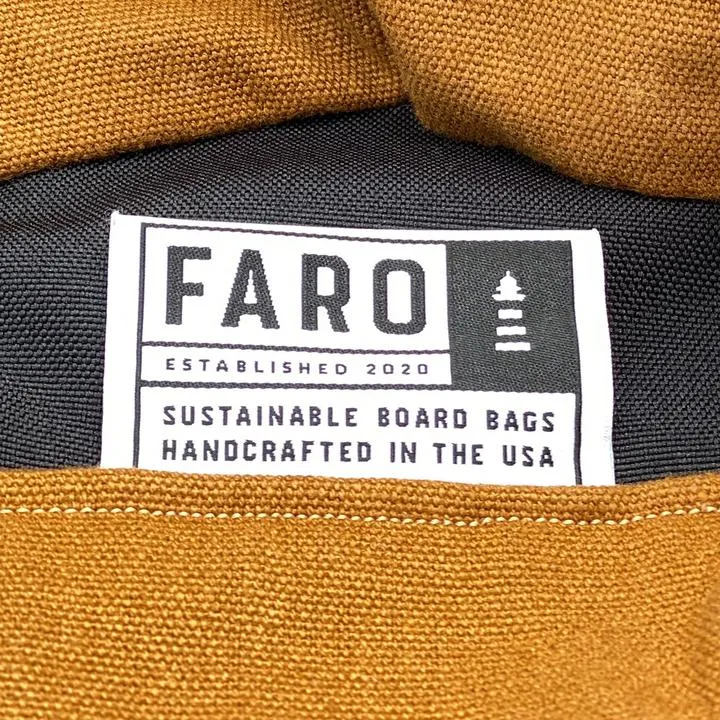 FARO
ESTABLISHED 2020
SUSTAINABLE BOARD BAGS
HANDCRAFTED IN THE USA